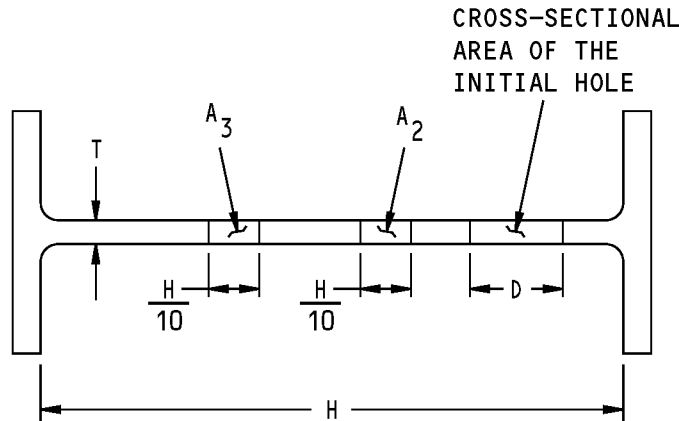 CROSS-SECTIONAL
AREA OF THE
INITIAL HOLE
A3
A2
T
H
10
H
10
D
H